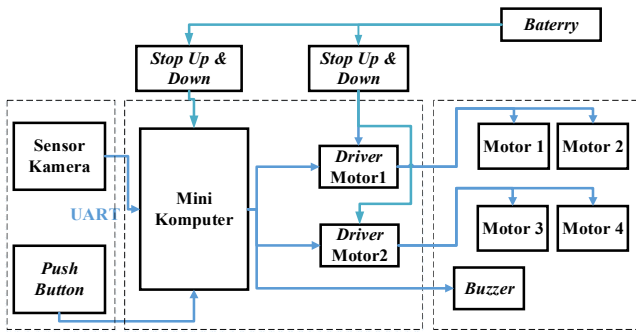 Baterry
Stop Up &
Down
Stop Up &
Down
Sensor
Kamera
UART
Push
Button
Mini
Komputer
Driver
Motor1
Driver
Motor2
Motor 1
Motor 2
Motor 3
Motor 4
Buzzer